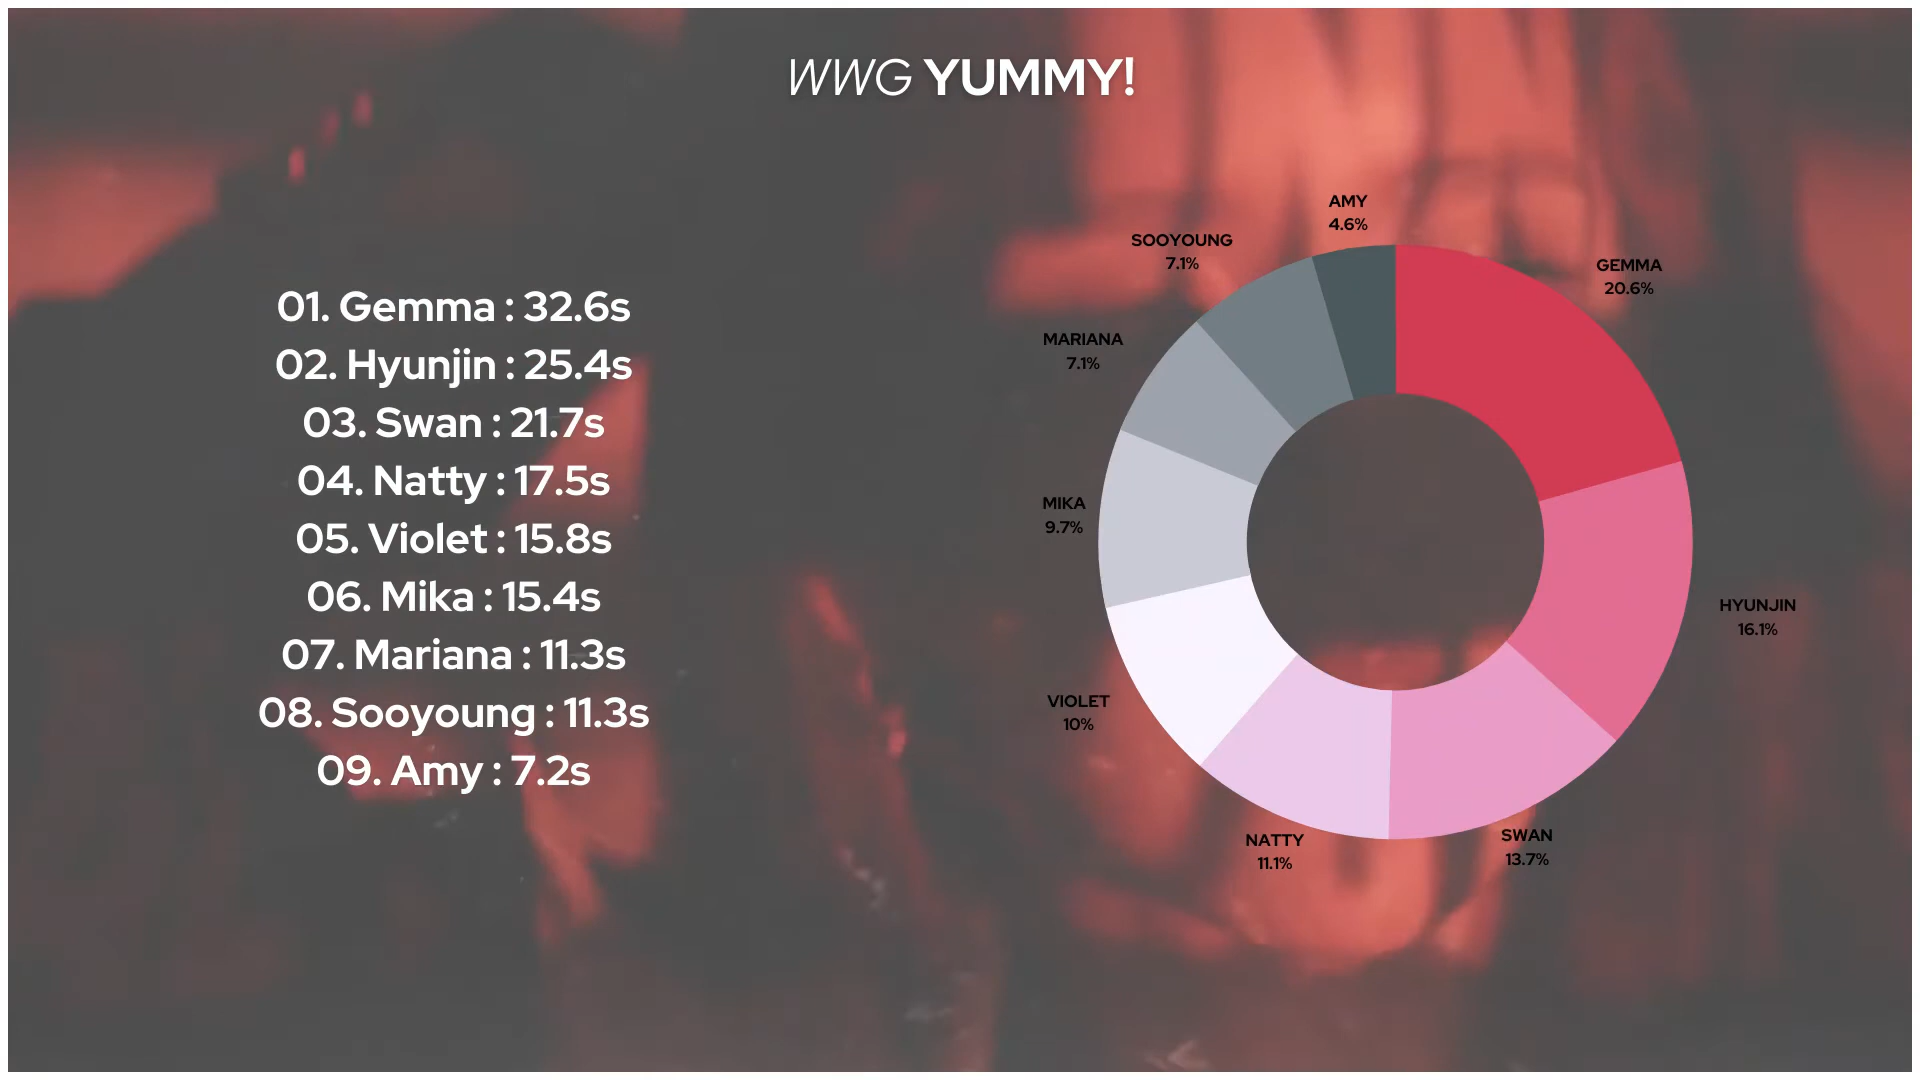 WWG YUMMY!
01. Gemma : 32.6s
02. Hyunjin : 25.4s
03. Swan : 21.7s
04. Natty : 17.5s
05. Violet : 15.8s
06. Mika : 15.4s
07. Mariana : 11.3s
08. Sooyoung : 11.3s
09. Amy : 7.2s
AMY
4.6%
GEMMA
20.6%
HYUNJIN
16.1%
SWAN
13.7%
NATTY
11.1%
VIOLET
10%
MIKA
9.7%
MARIANA
7.1%
SOOYOUNG
7.1%